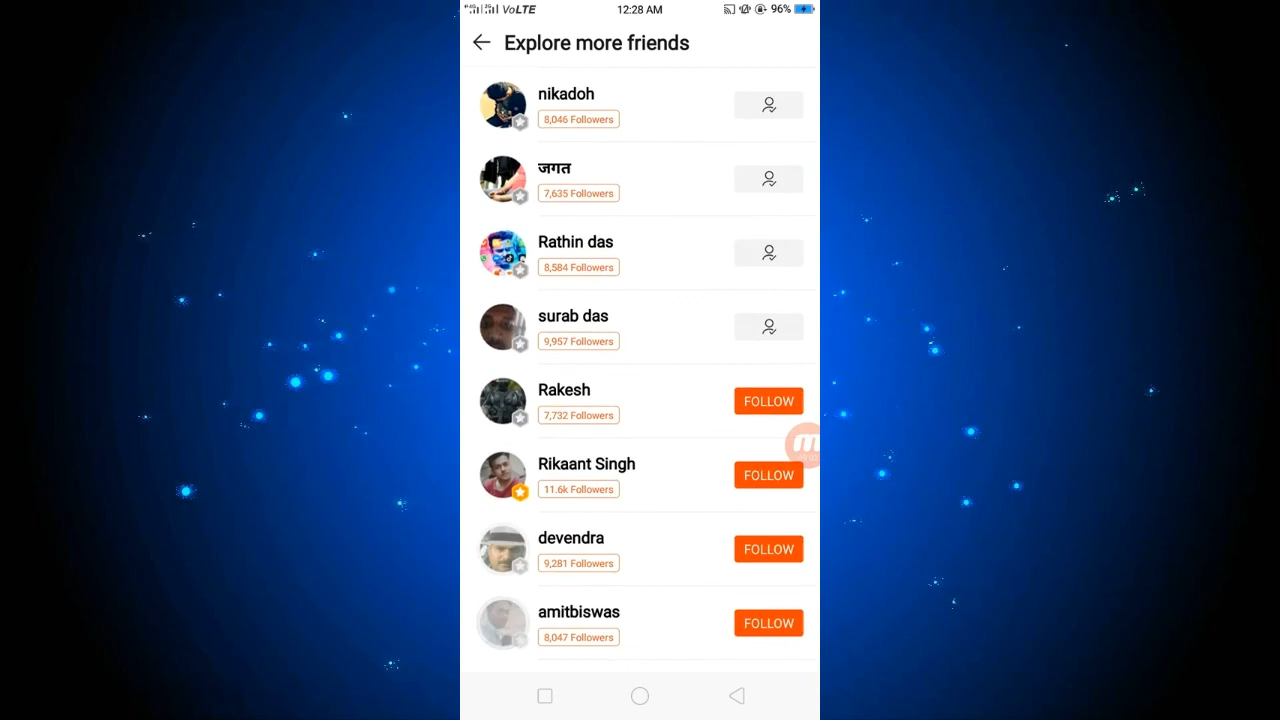 VoLTE 12:28 AM 96%
Explore more friends
nikadoh
8,046 Followers
जगत
7,635 Followers
Rathin das
8,584 Followers
surab das
9,957 Followers
Rakesh
7,732 Followers
FOLLOW
Rikaant Singh
11.6k Followers
FOLLOW
devendra
9,281 Followers
FOLLOW
amitbiswas
8,047 Followers
FOLLOW